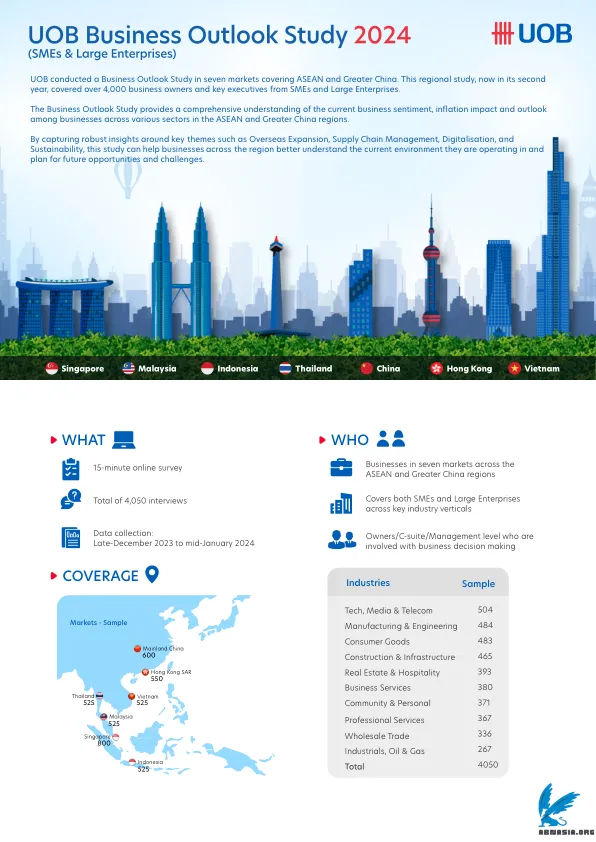 UOB Business Outlook Study 2024
(SMEs & Large Enterprises)
UOB
UOB conducted a Business Outlook Study in seven markets covering ASEAN and Greater China. This regional study, now in its second
year, covered over 4,000 business owners and key executives from SMEs and Large Enterprises.
The Business Outlook Study provides a comprehensive understanding of the current business sentiment, inflation impact and outlook
among businesses across various sectors in the ASEAN and Greater China regions.
By capturing robust insights around key themes such as Overseas Expansion, Supply Chain Management, Digitalisation, and
Sustainability, this study can help businesses across the region better understand the current environment they are operating in and
plan for future opportunities and challenges.
Singapore Malaysia Indonesia Thailand China Hong Kong Vietnam
WHAT
15-minute online survey
Total of 4,050 interviews
Data collection:
Late-December 2023 to mid-January 2024
WHO
Businesses in seven markets across the
ASEAN and Greater China regions
Covers both SMEs and Large Enterprises
across key industry verticals
Owners/C-suite/Management level who are
involved with business decision making
COVERAGE
Markets - Sample
Mainland China
600
Hong Kong SAR
550
Thailand
525
Vietnam
525
Malaysia
525
Singapore
800
Indonesia
525
Industries Sample
Tech, Media & Telecom 504
Manufacturing & Engineering 484
Consumer Goods 483
Construction & Infrastructure 465
Real Estate & Hospitality 393
Business Services 380
Community & Personal 371
Professional Services 367
Wholesale Trade 336
Industrials, Oil & Gas 267
Total 4050
ABNASIA.ORG